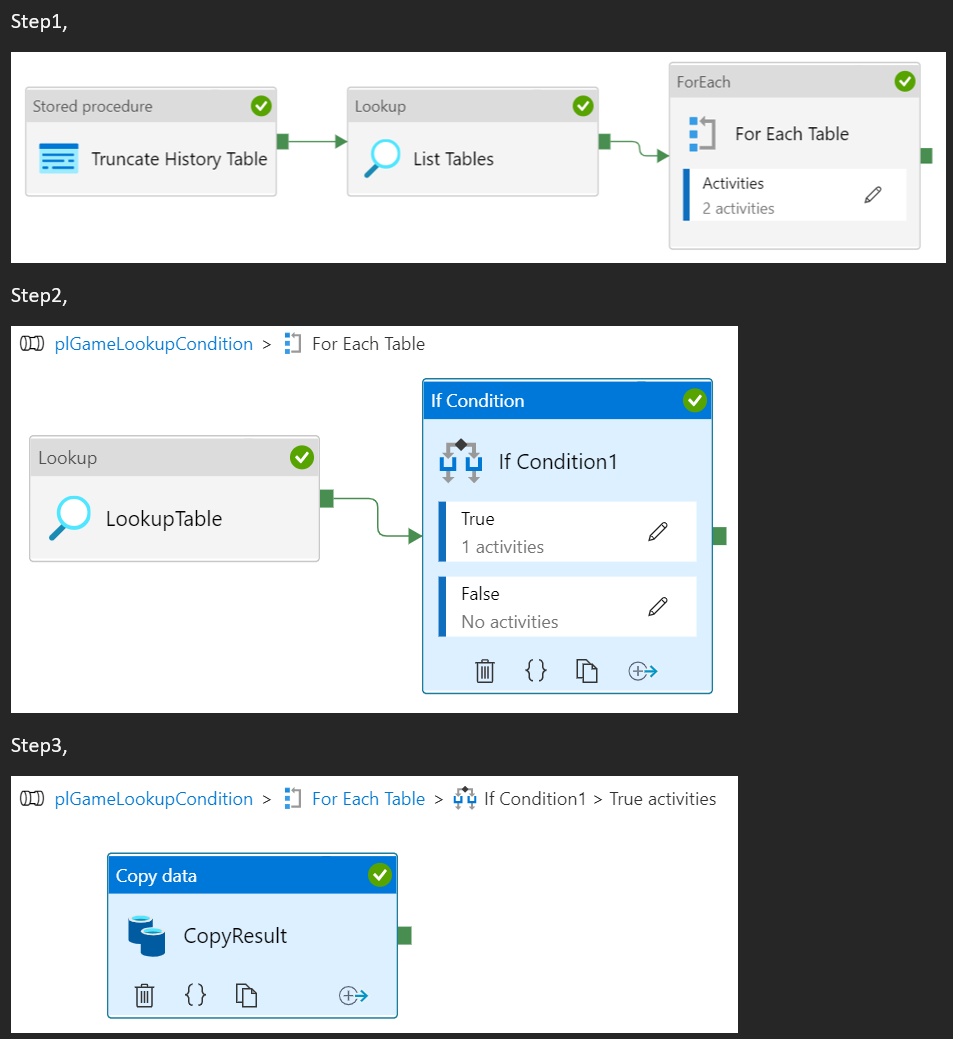 Step1,
Stored procedure
Truncate History Table
Lookup
List Tables
ForEach
For Each Table
Activities
2 activities
Step2,
plGameLookupCondition > For Each Table
Lookup
LookupTable
If Condition
If Condition1
True
1 activities
False
No activities
{}
Step3,
plGameLookupCondition > For Each Table > If Condition1 > True activities
Copy data
CopyResult
{}